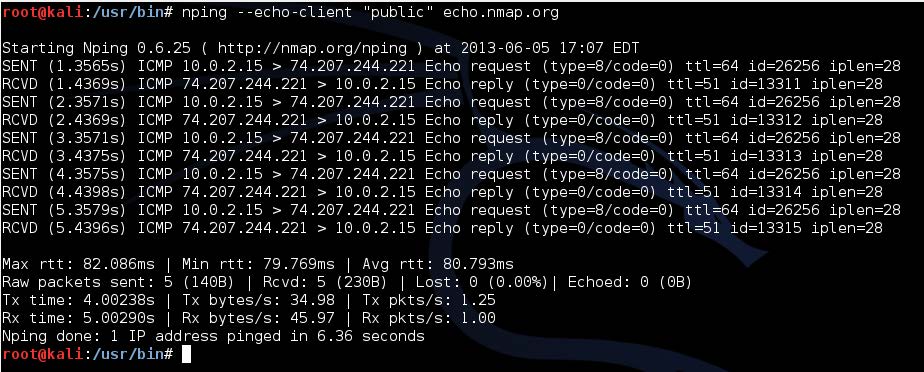 root@kali:/usr/bin# nping --echo-client "public" echo.nmap.org
Starting Nping 0.6.25 ( http://nmap.org/nping ) at 2013-06-05 17:07 EDT
SENT (1.3565s) ICMP 10.0.2.15 > 74.207.244.221 Echo request (type=8/code=0) ttl=64 id=26256 iplen=28
RCVD (1.4369s) ICMP 74.207.244.221 > 10.0.2.15 Echo reply (type=0/code=0) ttl=51 id=13311 iplen=28
SENT (2.3571s) ICMP 10.0.2.15 > 74.207.244.221 Echo request (type=8/code=0) ttl=64 id=26256 iplen=28
RCVD (2.4369s) ICMP 74.207.244.221 > 10.0.2.15 Echo reply (type=0/code=0) ttl=51 id=13312 iplen=28
SENT (3.3571s) ICMP 10.0.2.15 > 74.207.244.221 Echo request (type=8/code=0) ttl=64 id=26256 iplen=28
RCVD (3.4375s) ICMP 74.207.244.221 > 10.0.2.15 Echo reply (type=0/code=0) ttl=51 id=13313 iplen=28
SENT (4.3575s) ICMP 10.0.2.15 > 74.207.244.221 Echo request (type=8/code=0) ttl=64 id=26256 iplen=28
RCVD (4.4398s) ICMP 74.207.244.221 > 10.0.2.15 Echo reply (type=0/code=0) ttl=51 id=13314 iplen=28
SENT (5.3579s) ICMP 10.0.2.15 > 74.207.244.221 Echo request (type=8/code=0) ttl=64 id=26256 iplen=28
RCVD (5.4396s) ICMP 74.207.244.221 > 10.0.2.15 Echo reply (type=0/code=0) ttl=51 id=13315 iplen=28
Max rtt: 82.086ms | Min rtt: 79.769ms | Avg rtt: 80.793ms
Raw packets sent: 5 (140B) | Rcvd: 5 (230B) | Lost: 0 (0.00%)| Echoed: 0 (0B)
Tx time: 4.00238s | Tx bytes/s: 34.98 | Tx pkts/s: 1.25
Rx time: 5.00290s | Rx bytes/s: 45.97 | Rx pkts/s: 1.00
Nping done: 1 IP address pinged in 6.36 seconds
root@kali:/usr/bin#